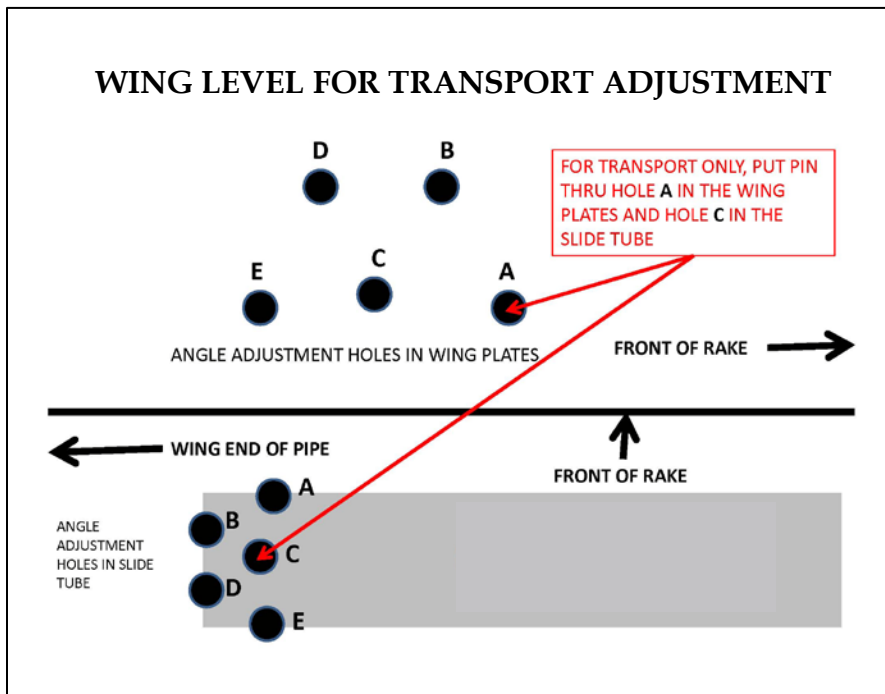 WING LEVEL FOR TRANSPORT ADJUSTMENT
D
B
FOR TRANSPORT ONLY, PUT PIN
THRU HOLE A IN THE WING
PLATES AND HOLE C IN THE
SLIDE TUBE
E
C
A
ANGLE ADJUSTMENT HOLES IN WING PLATES
FRONT OF RAKE
WING END OF PIPE
FRONT OF RAKE
A
B
ANGLE
ADJUSTMENT
HOLES IN SLIDE
TUBE
C
D
E